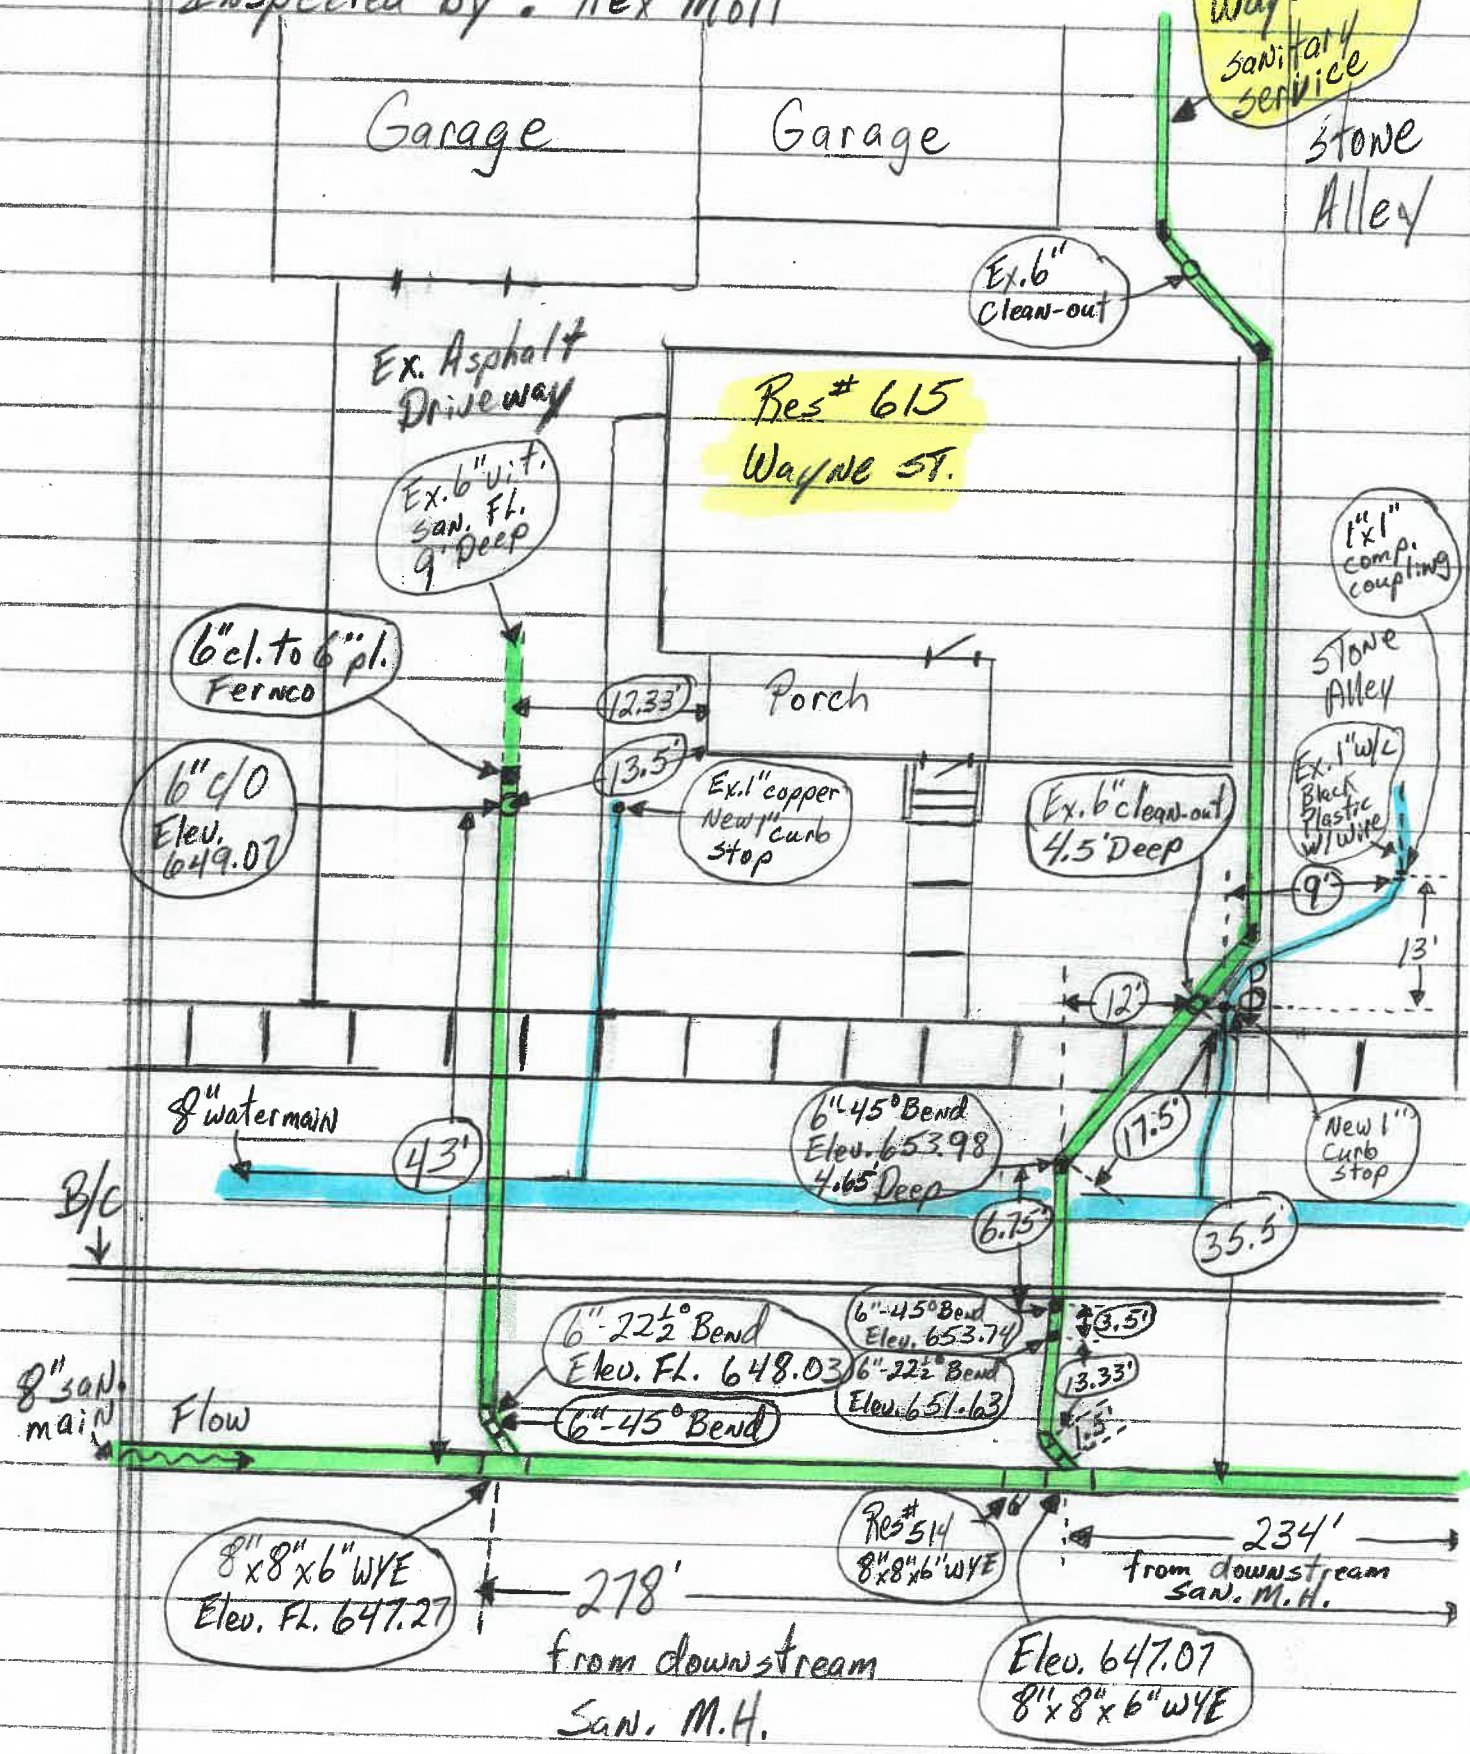 Inspected by: Rex Moll
Way
sanitary
service
Garage
Garage
Stone
Alley
Ex. 6"
Clean-out
Ex. Asphalt
Driveway
Res# 615
Wayne ST.
Ex. 6" vit.
san. FL.
9' Deep
1"x1"
comp.
coupling
6" cl. to 6" pl.
Fernco
Stone
Alley
12.33'
Porch
13.5'
6" c/o
Elev.
649.07
Ex. 1" copper
New 1" curb
stop
Ex. 6" clean-out
4.5' Deep
Ex. 1" W/L
Black
Plastic
w/ wire
9'
13'
12'
8" watermain
43'
6"-45° Bend
Elev. 653.98
4.65' Deep
17.5'
New 1"
curb
stop
B/C
6.75'
35.5'
6"-22½° Bend
Elev. FL. 648.03
6"-45° Bend
Elev. 653.74
3.5'
6"-22½° Bend
Elev. 651.63
13.33'
1.5'
8" san.
main
Flow
6"-45° Bend
8"x8"x6" WYE
Elev. FL. 647.27
278'
from downstream
San. M.H.
Res# 514
8"x8"x6" WYE
6'
234'
from downstream
San. M.H.
Elev. 647.07
8"x8"x6" WYE